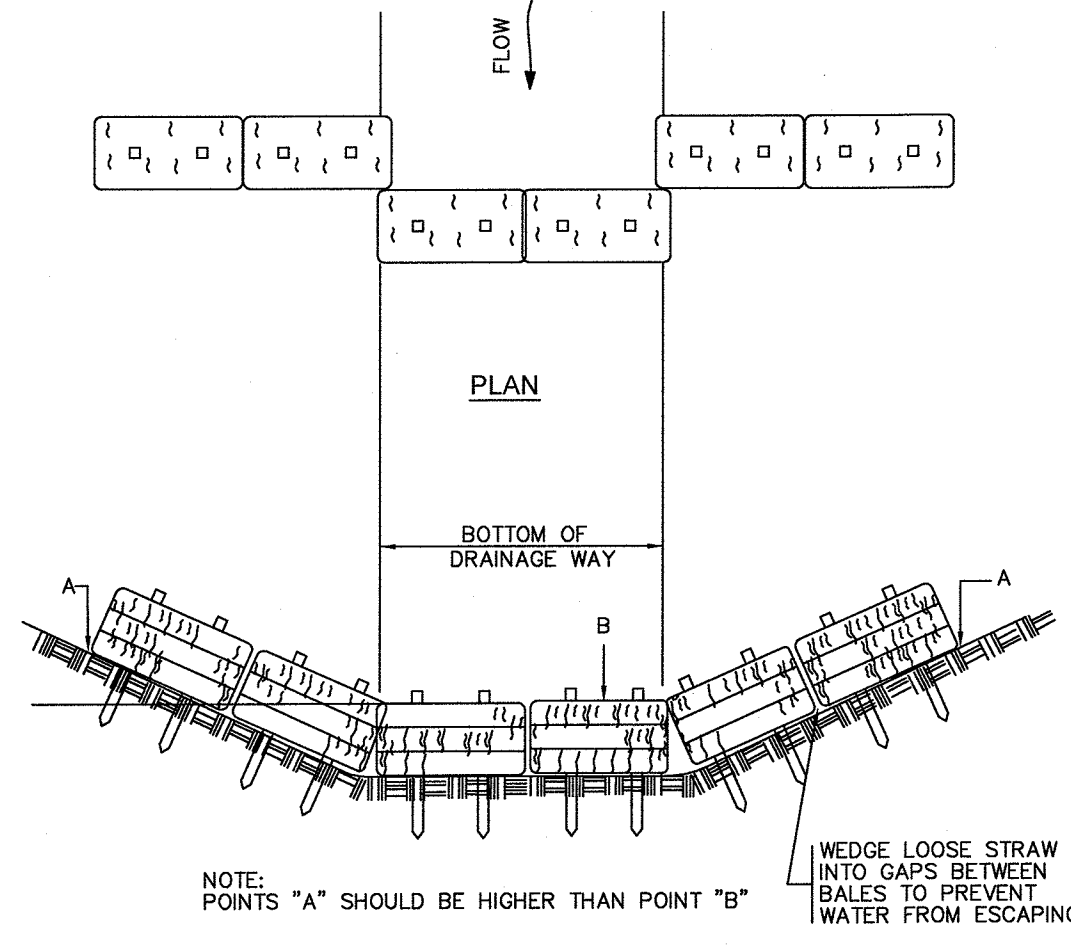 FLOW
PLAN
BOTTOM OF
DRAINAGE WAY
A
B
A
NOTE:
POINTS "A" SHOULD BE HIGHER THAN POINT "B"
WEDGE LOOSE STRAW
INTO GAPS BETWEEN
BALES TO PREVENT
WATER FROM ESCAPING